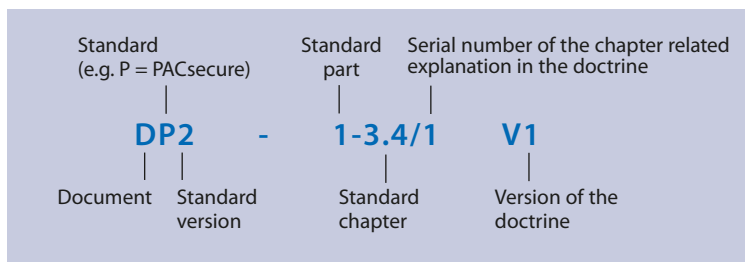 Standard
(e.g. P = PACsecure)
Standard
part
Serial number of the chapter related
explanation in the doctrine
DP2 - 1-3.4/1 V1
Document
Standard
version
Standard
chapter
Version of the
doctrine